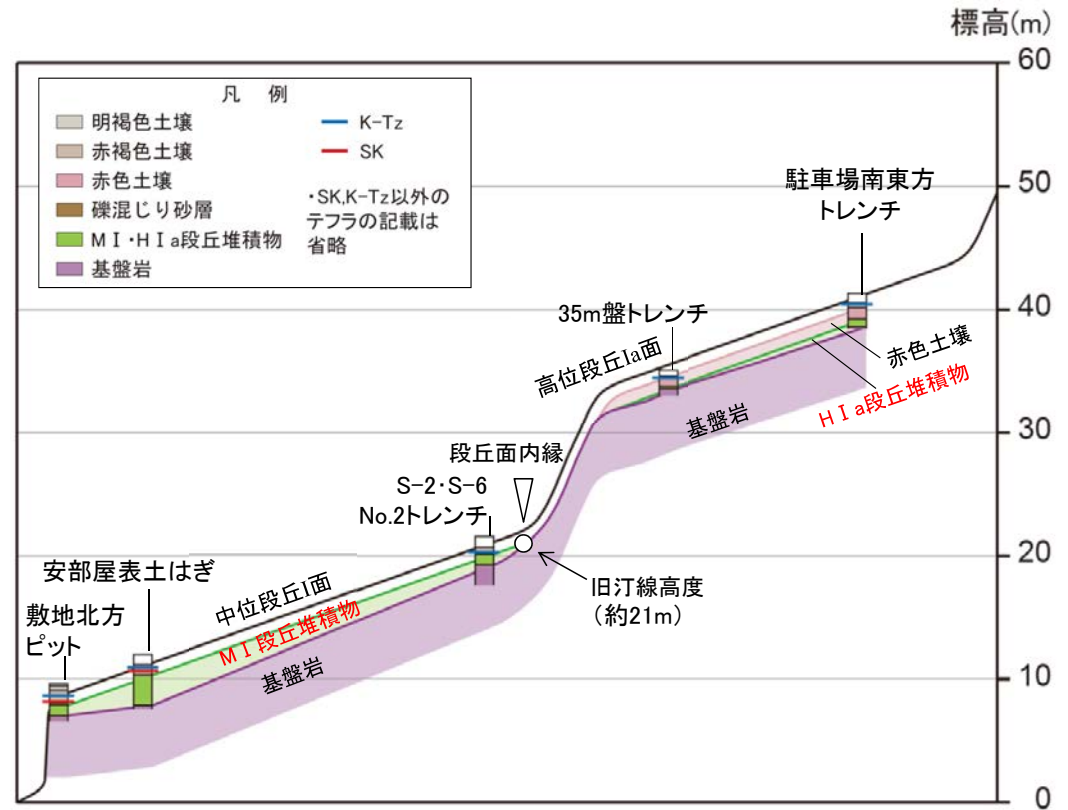 標高(m)
60
50
40
30
20
10
0
凡 例
明褐色土壌
赤褐色土壌
赤色土壌
礫混じり砂層
MⅠ・HⅠa段丘堆積物
基盤岩
K-Tz
SK
・SK,K-Tz以外の
テフラの記載は
省略
駐車場南東方
トレンチ
35m盤トレンチ
高位段丘Ⅰa面
赤色土壌
HⅠa段丘堆積物
基盤岩
段丘面内縁
S-2・S-6
No.2トレンチ
旧汀線高度
(約21m)
安部屋表土はぎ
敷地北方
ピット
中位段丘Ⅰ面
MⅠ段丘堆積物
基盤岩